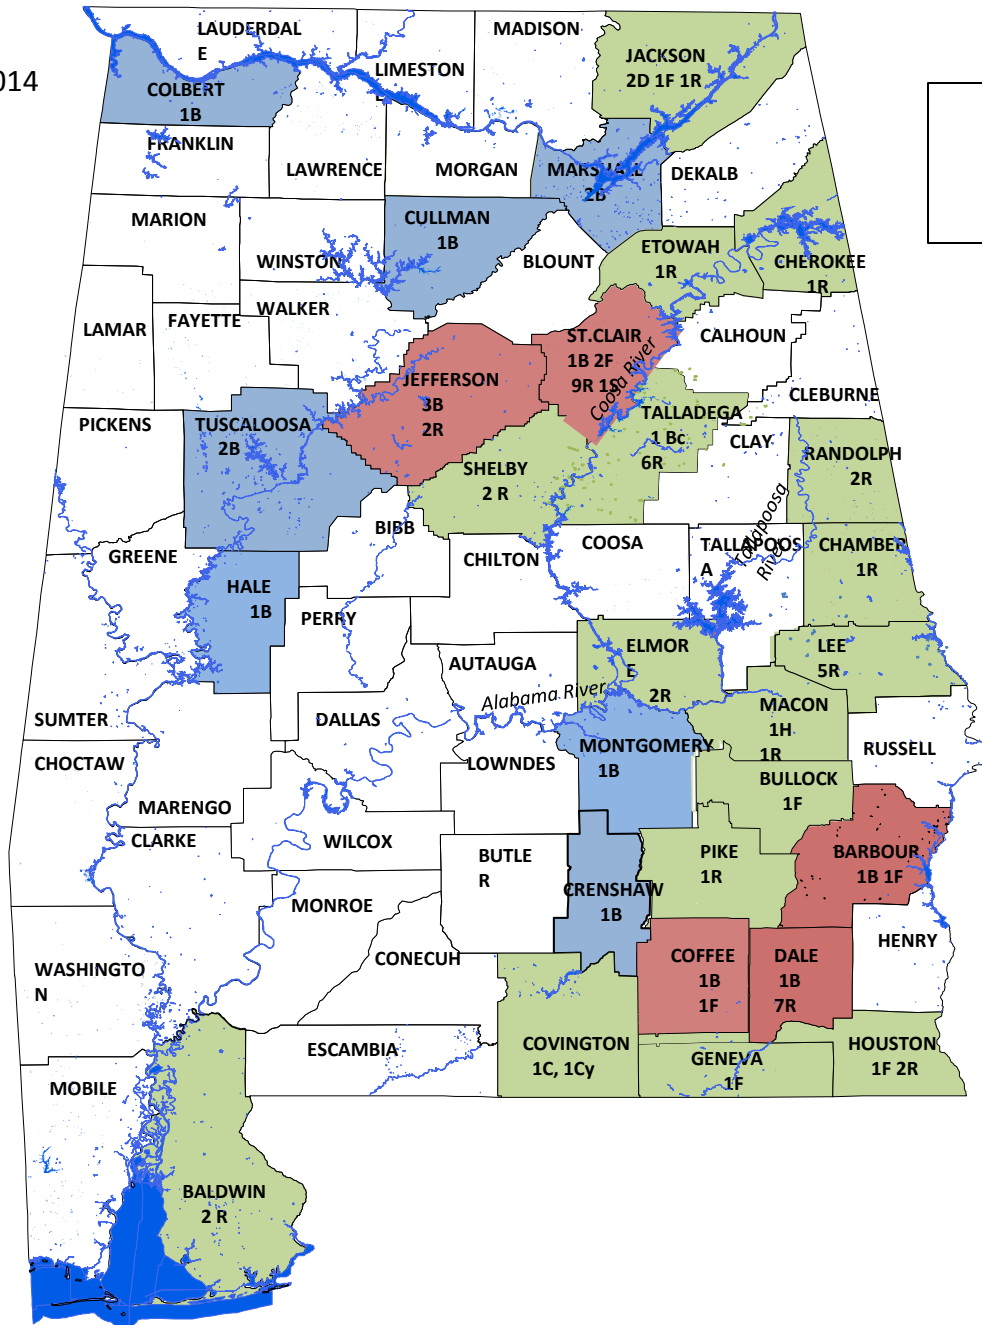 014
LAUDERDAL
E
MADISON
LIMESTON
E
JACKSON
2D 1F 1R
COLBERT
1B
FRANKLIN
LAWRENCE
MORGAN
MARSHALL
2B
DEKALB
MARION
CULLMAN
1B
WINSTON
BLOUNT
ETOWAH
1R
CHEROKEE
1R
LAMAR
FAYETTE
WALKER
ST.CLAIR
1B 2F
9R 1S
CALHOUN
Coosa River
JEFFERSON
3B
2R
CLEBURNE
PICKENS
TUSCALOOSA
2B
TALLADEGA
1 Bc
6R
CLAY
RANDOLPH
2R
SHELBY
2 R
BIBB
GREENE
CHILTON
COOSA
TALLAPOOS
A
Tallapoosa
River
CHAMBER
1R
HALE
1B
PERRY
AUTAUGA
ELMOR
E
2R
LEE
5R
Alabama River
SUMTER
DALLAS
MACON
1H
1R
CHOCTAW
LOWNDES
MONTGOMERY
1B
RUSSELL
BULLOCK
1F
MARENGO
CLARKE
WILCOX
BUTLE
R
PIKE
1R
BARBOUR
1B 1F
CRENSHAW
1B
MONROE
HENRY
WASHINGTO
N
CONECUH
COFFEE
1B
1F
DALE
1B
7R
ESCAMBIA
COVINGTON
1C, 1Cy
GENEVA
1F
HOUSTON
1F 2R
MOBILE
BALDWIN
2 R